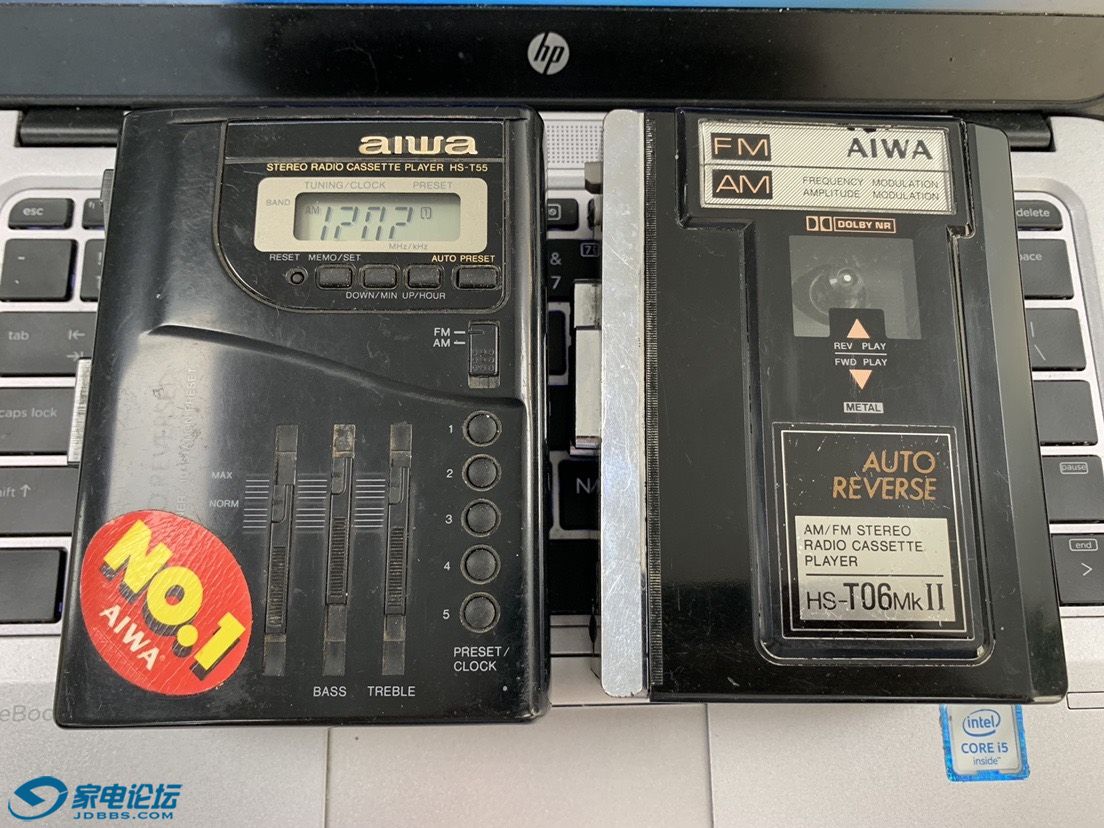 hp
aiwa
STEREO RADIO CASSETTE PLAYER HS-T55
TUNING/CLOCK PRESET
BAND
AM 1202 1
MHz/kHz
RESET MEMO/SET AUTO PRESET
DOWN/MIN UP/HOUR
FM
AM
1
2
3
4
5
MAX
NORM
BASS TREBLE
PRESET/
CLOCK
NO.1
AIWA
FM AIWA
AM FREQUENCY MODULATION
AMPLITUDE MODULATION
DOLBY NR
REV PLAY
FWD PLAY
METAL
AUTO
REVERSE
AM/FM STEREO
RADIO CASSETTE
PLAYER
HS-T06MkII
esc
tab
caps lock
&
7
delete
pause
end
>
intel
CORE i5
inside™
家电论坛
JDBBS.COM